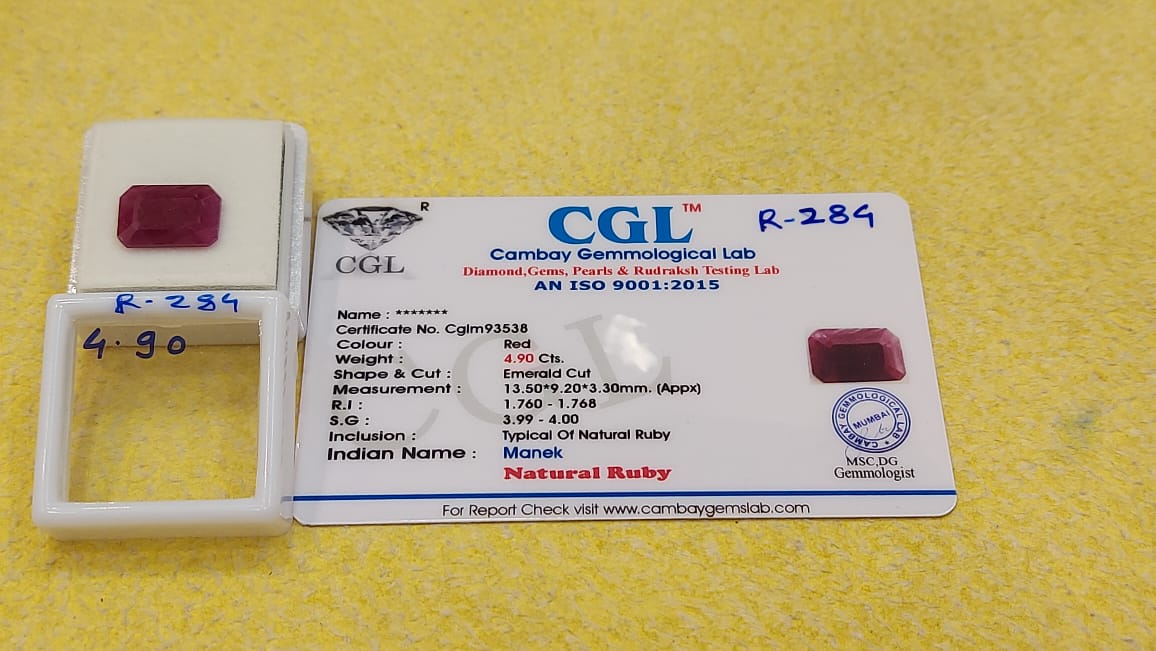 R-284
4.90
R
CGL
CGL™
R-284
Cambay Gemmological Lab
Diamond,Gems, Pearls & Rudraksh Testing Lab
AN ISO 9001:2015
Name : *******
Certificate No. Cglm93538
Colour : Red
Weight : 4.90 Cts.
Shape & Cut : Emerald Cut
Measurement : 13.50*9.20*3.30mm. (Appx)
R.I : 1.760 - 1.768
S.G : 3.99 - 4.00
Inclusion : Typical Of Natural Ruby
Indian Name : Manek
Natural Ruby
CGL
CAMBAY GEMMOLOGICAL LAB
MUMBAI
MSC,DG
Gemmologist
For Report Check visit www.cambaygemslab.com